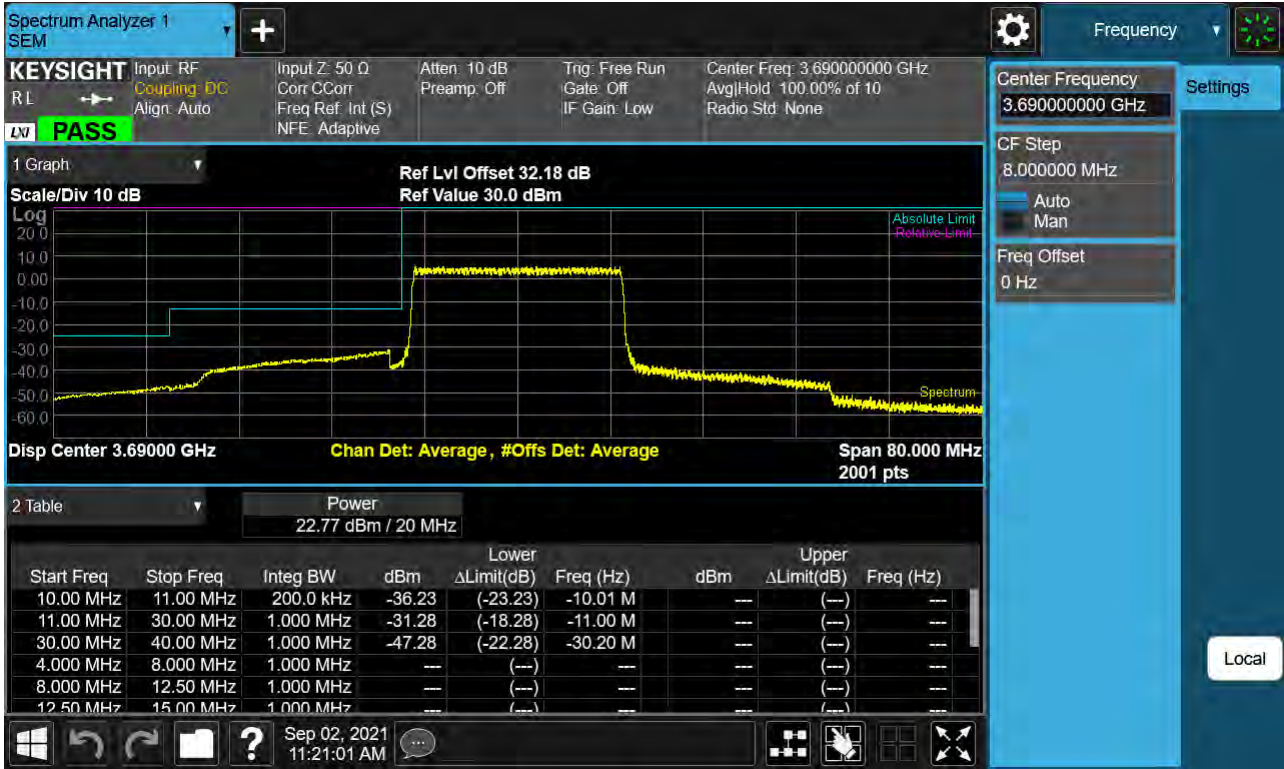 Spectrum Analyzer 1
SEM
Frequency
KEYSIGHT
R L
LXI
PASS
Input: RF
Coupling: DC
Align: Auto
Input Z: 50 Ω
Corr CCorr
Freq Ref: Int (S)
NFE: Adaptive
Atten: 10 dB
Preamp: Off
Trig: Free Run
Gate: Off
IF Gain: Low
Center Freq: 3.690000000 GHz
Avg|Hold: 100.00% of 10
Radio Std: None
Center Frequency
3.690000000 GHz
Settings
CF Step
8.000000 MHz
Auto
Man
Freq Offset
0 Hz
1 Graph
Ref Lvl Offset 32.18 dB
Scale/Div 10 dB
Ref Value 30.0 dBm
Log
Absolute Limit
Relative Limit
20.0
10.0
0.00
-10.0
-20.0
-30.0
-40.0
-50.0
-60.0
Spectrum
Disp Center 3.69000 GHz
Chan Det: Average, #Offs Det: Average
Span 80.000 MHz
2001 pts
2 Table
Power
22.77 dBm / 20 MHz
Lower Upper
Start Freq Stop Freq Integ BW dBm ΔLimit(dB) Freq (Hz) dBm ΔLimit(dB) Freq (Hz)
10.00 MHz 11.00 MHz 200.0 kHz -36.23 (-23.23) -10.01 M --- (---) ---
11.00 MHz 30.00 MHz 1.000 MHz -31.28 (-18.28) -11.00 M --- (---) ---
30.00 MHz 40.00 MHz 1.000 MHz -47.28 (-22.28) -30.20 M --- (---) ---
4.000 MHz 8.000 MHz 1.000 MHz --- (---) --- --- (---) ---
8.000 MHz 12.50 MHz 1.000 MHz --- (---) --- --- (---) ---
12.50 MHz 15.00 MHz 1.000 MHz --- (---) --- --- (---) ---
Local
Sep 02, 2021
11:21:01 AM